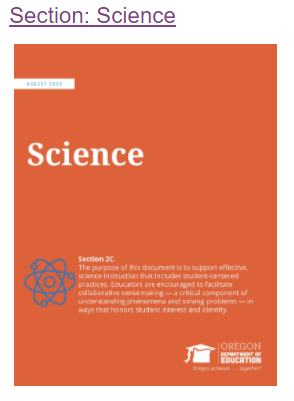 Section: Science
AUGUST 2020
Science
Section 2C.
The purpose of this document is to support effective,
science instruction that includes student-centered
practices. Educators are encouraged to facilitate
collaborative sense-making — a critical component of
understanding phenomena and solving problems — in
ways that honors student interest and identity.
OREGON
DEPARTMENT OF
EDUCATION
Oregon achieves . . . together!